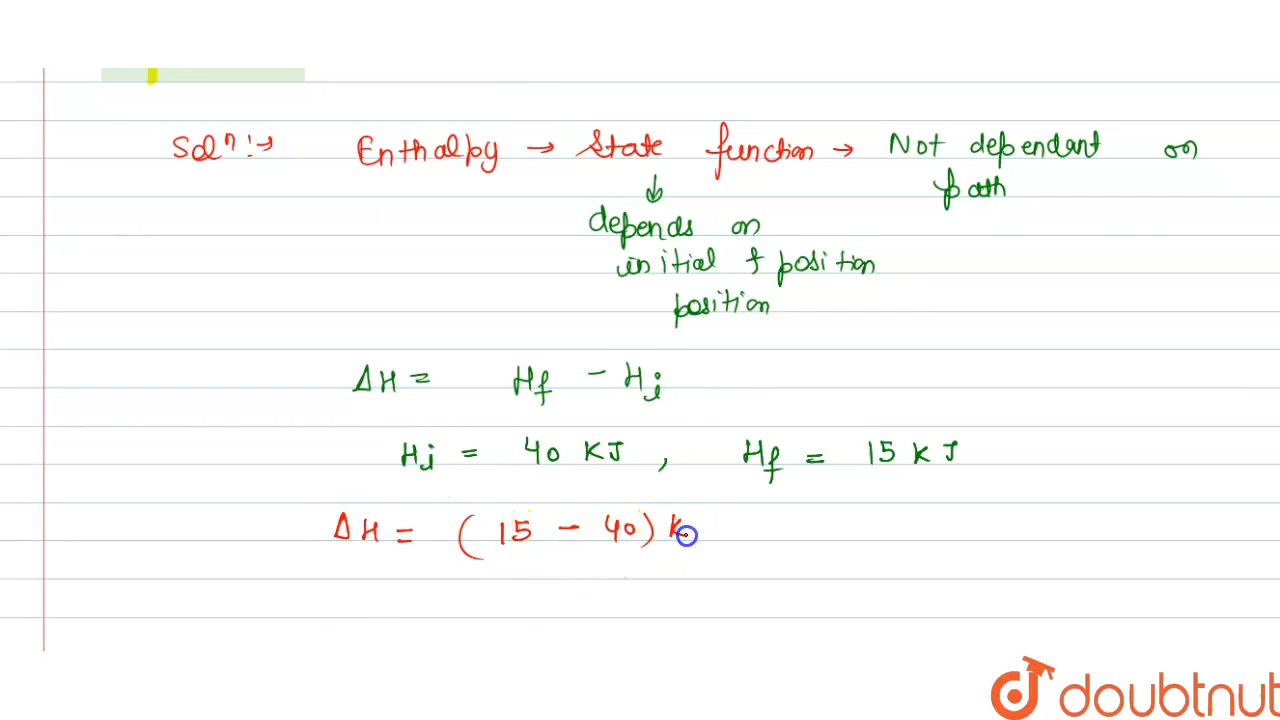 Solⁿ :→ Enthalpy → State function → Not dependant on
path
↓
depends on
initial & position
position
ΔH = Hf - Hi
Hi = 40 KJ , Hf = 15 KJ
ΔH = ( 15 - 40) K
doubtnut